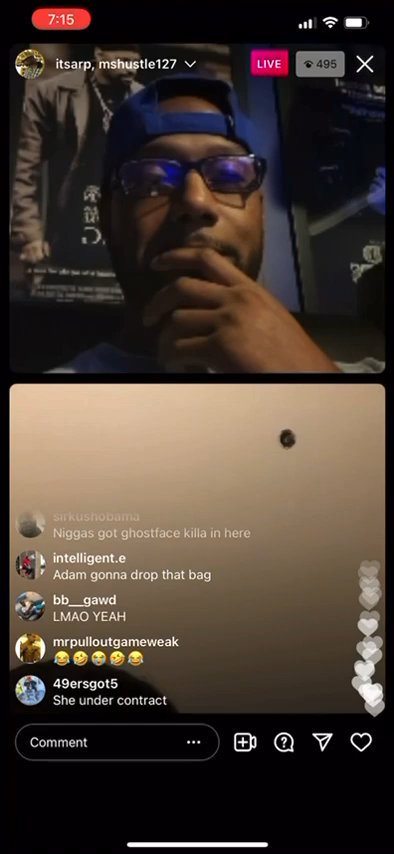 7:15
itsarp, mshustle127
LIVE
495
sirkushobama
Niggas got ghostface killa in here
intelligent.e
Adam gonna drop that bag
bb__gawd
LMAO YEAH
mrpulloutgameweak
😂🤣😭🤣😂
49ersgot5
She under contract
Comment